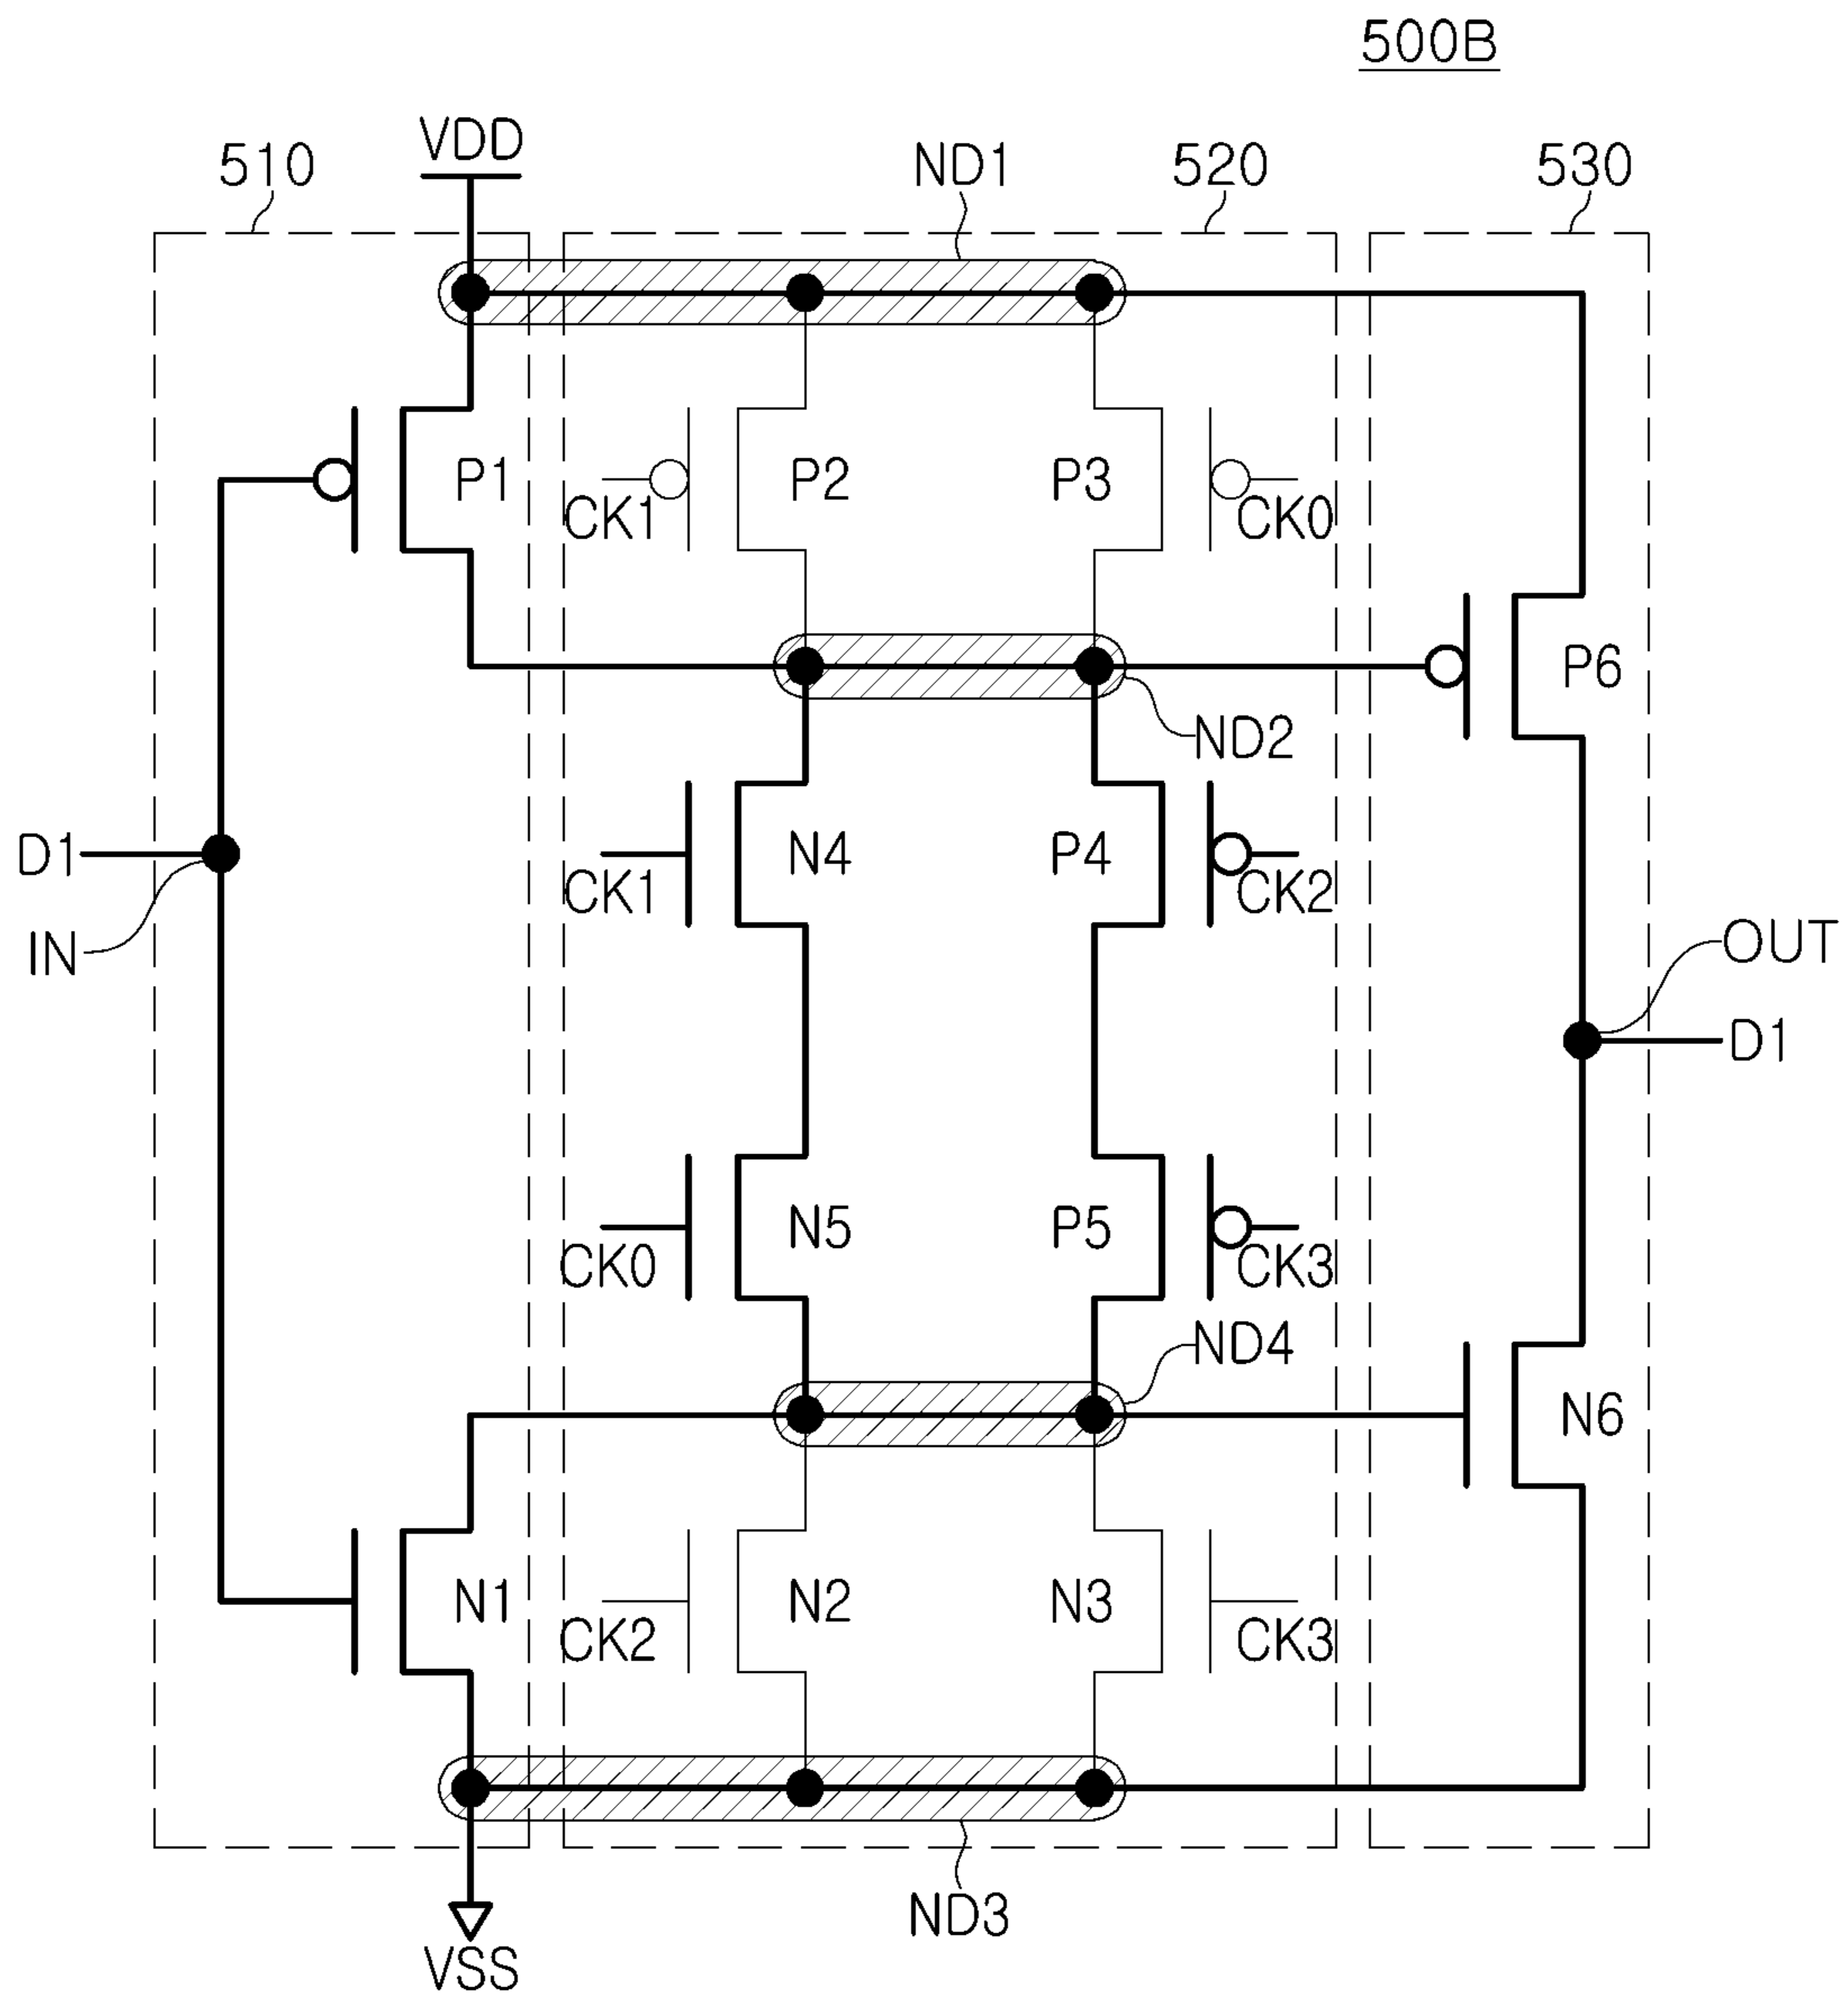 500B
VDD
510
ND1
520
530
P1
P2
P3
CK1
CK0
P6
ND2
D1
N4
P4
CK1
CK2
IN
OUT
D1
N5
P5
CK0
CK3
ND4
N6
N1
N2
N3
CK2
CK3
ND3
VSS